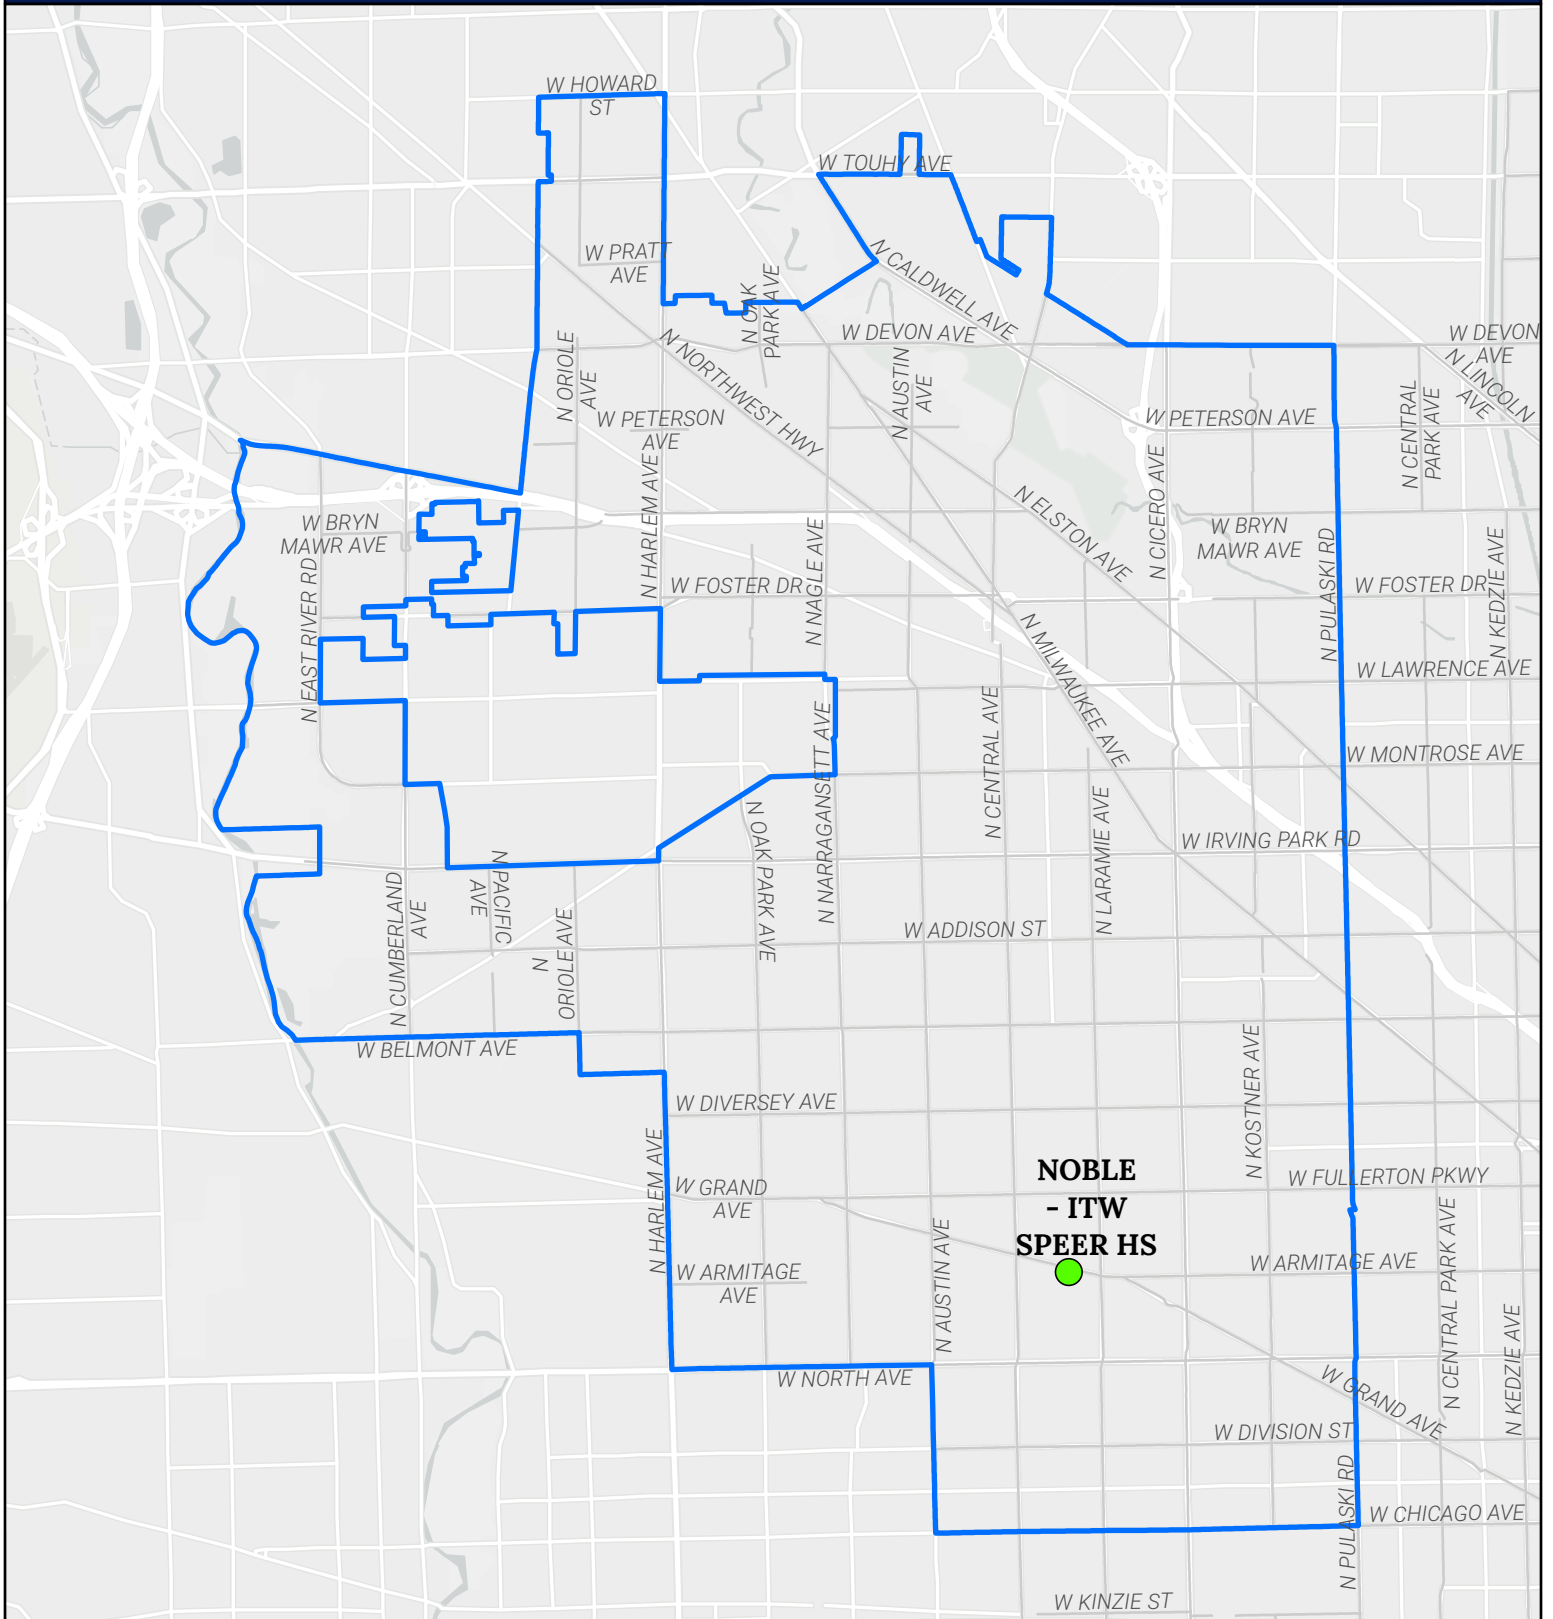 W HOWARD
ST
W TOUHY AVE
W PRATT
AVE
N OAK
PARK AVE
N CALDWELL AVE
W DEVON AVE
W DEVON
AVE
N LINCOLN
AVE
N NORTHWEST HWY
N ORIOLE
AVE
N AUSTIN
AVE
W PETERSON
AVE
W PETERSON AVE
N CENTRAL
PARK AVE
N HARLEM AVE
N CICERO AVE
N ELSTON AVE
W BRYN
MAWR AVE
W BRYN
MAWR AVE
N NAGLE AVE
N PULASKI RD
N KEDZIE AVE
N EAST RIVER RD
W FOSTER DR
W FOSTER DR
N MILWAUKEE AVE
W LAWRENCE AVE
N CENTRAL AVE
N NARRAGANSETT AVE
W MONTROSE AVE
N LARAMIE AVE
N OAK PARK AVE
W IRVING PARK RD
N PACIFIC
AVE
N CUMBERLAND
AVE
N
ORIOLE AVE
W ADDISON ST
W BELMONT AVE
N KOSTNER AVE
W DIVERSEY AVE
N HARLEM AVE
NOBLE
- ITW
SPEER HS
W GRAND
AVE
W FULLERTON PKWY
N AUSTIN AVE
W ARMITAGE
AVE
W ARMITAGE AVE
N CENTRAL PARK AVE
N KEDZIE AVE
W NORTH AVE
W GRAND AVE
W DIVISION ST
N PULASKI RD
W CHICAGO AVE
W KINZIE ST